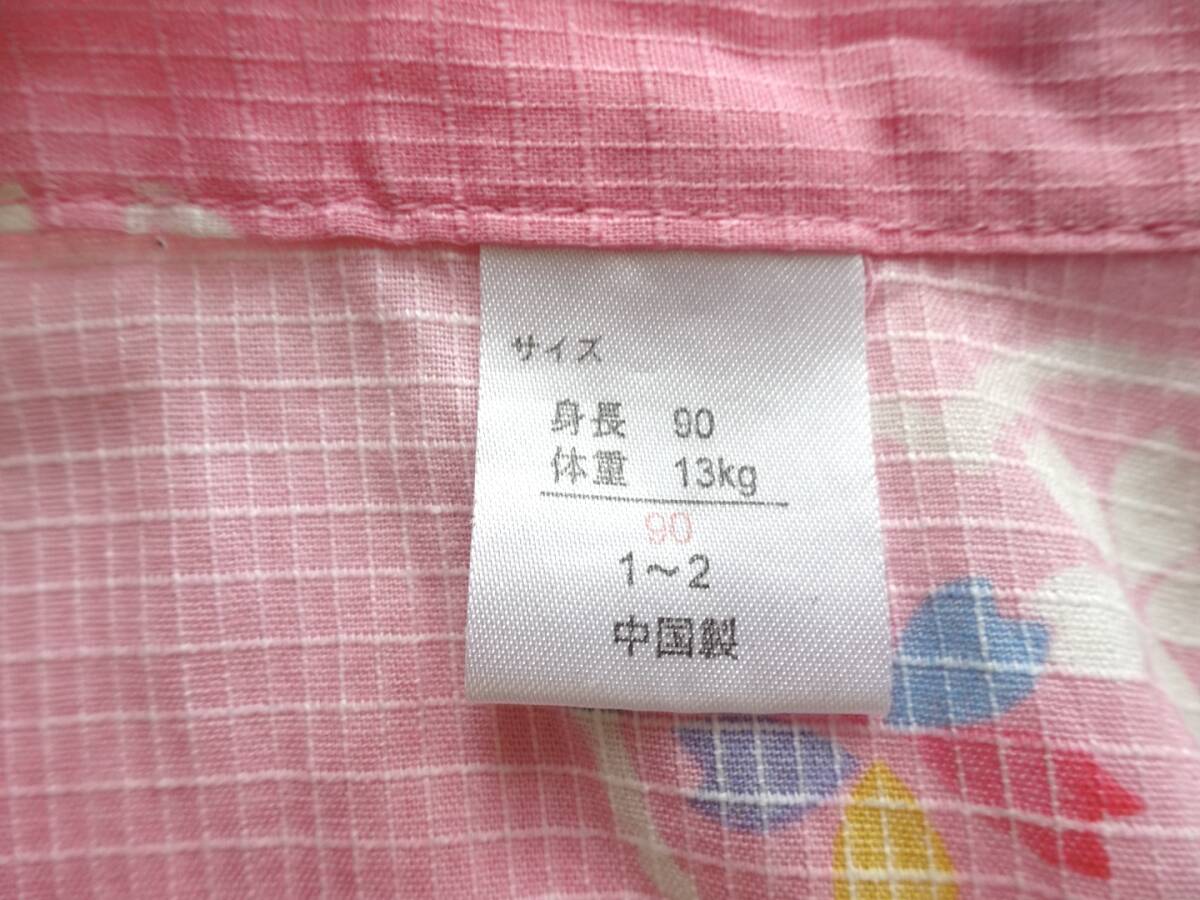 サイズ
身長 90
体重 13kg
90
1～2
中国製